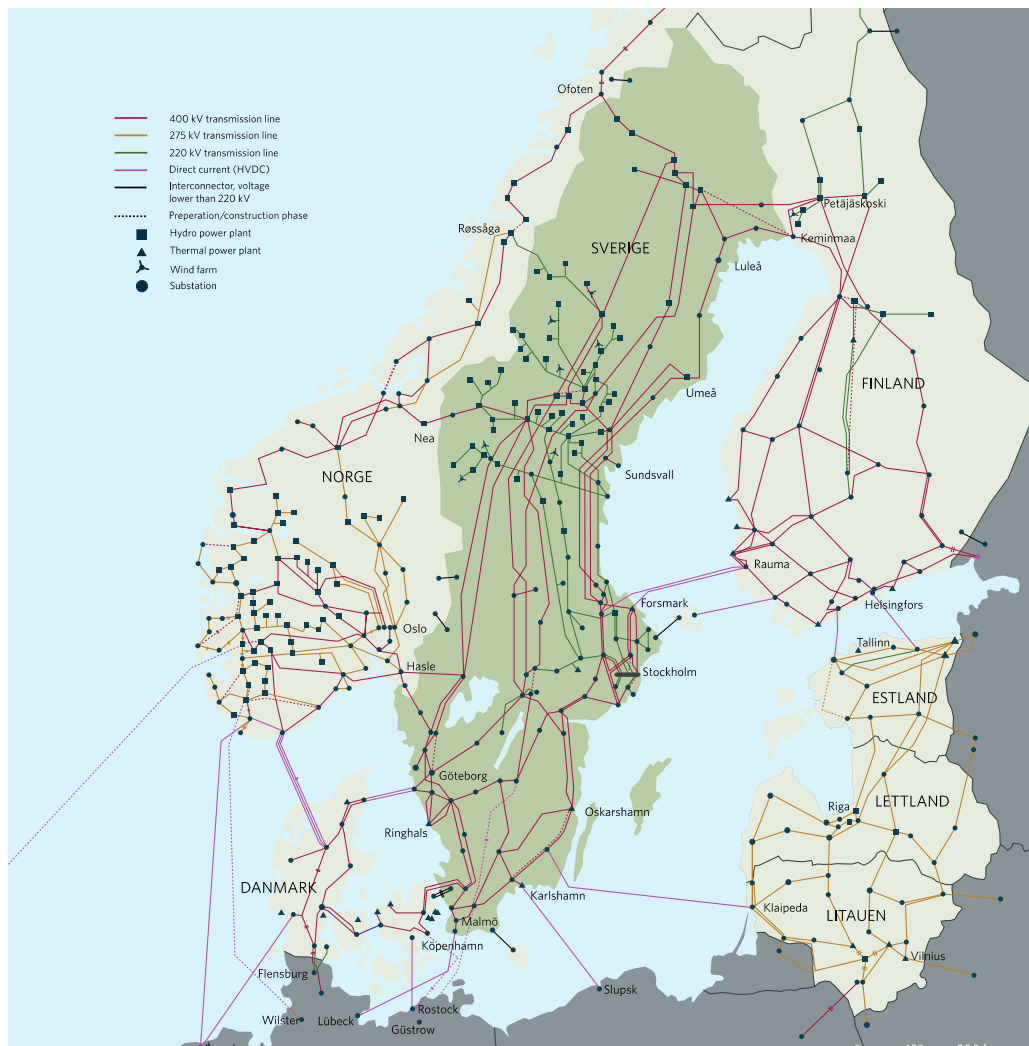 400 kV transmission line
275 kV transmission line
220 kV transmission line
Direct current (HVDC)
Interconnector, voltage
lower than 220 kV
Preperation/construction phase
Hydro power plant
Thermal power plant
Wind farm
Substation
Ofoten
Røssåga
SVERIGE
Petäjäskoski
Keminmaa
Luleå
FINLAND
Umeå
Nea
NORGE
Sundsvall
Rauma
Forsmark
Helsingfors
Oslo
Tallinn
Hasle
Stockholm
ESTLAND
Göteborg
Riga
LETTLAND
Oskarshamn
Ringhals
DANMARK
Karlshamn
Klaipeda
LITAUEN
Malmö
Köpenhamn
Vilnius
Flensburg
Slupsk
Rostock
Wilster
Lübeck
Güstrow